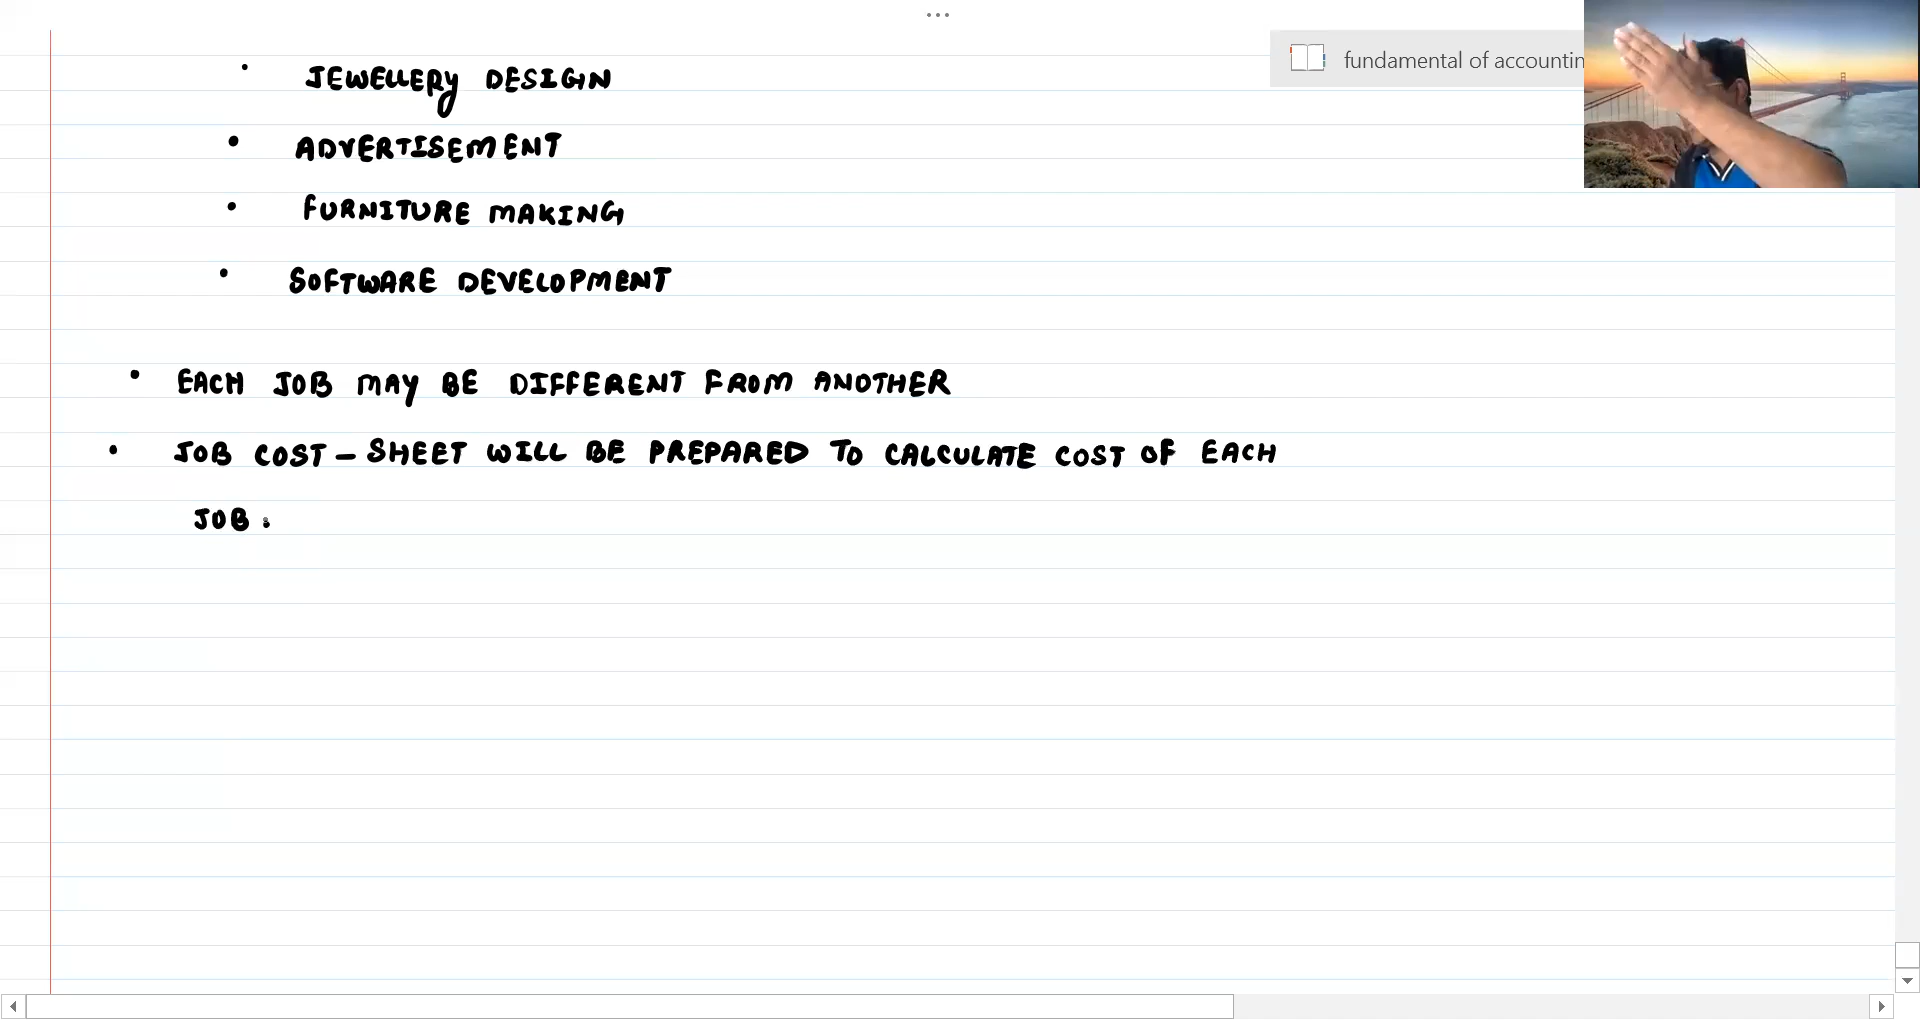 ...
fundamental of accountin
• JEWELLERY DESIGN
• ADVERTISEMENT
• FURNITURE MAKING
• SOFTWARE DEVELOPMENT
• EACH JOB MAY BE DIFFERENT FROM ANOTHER
• JOB COST - SHEET WILL BE PREPARED TO CALCULATE COST OF EACH
JOB.